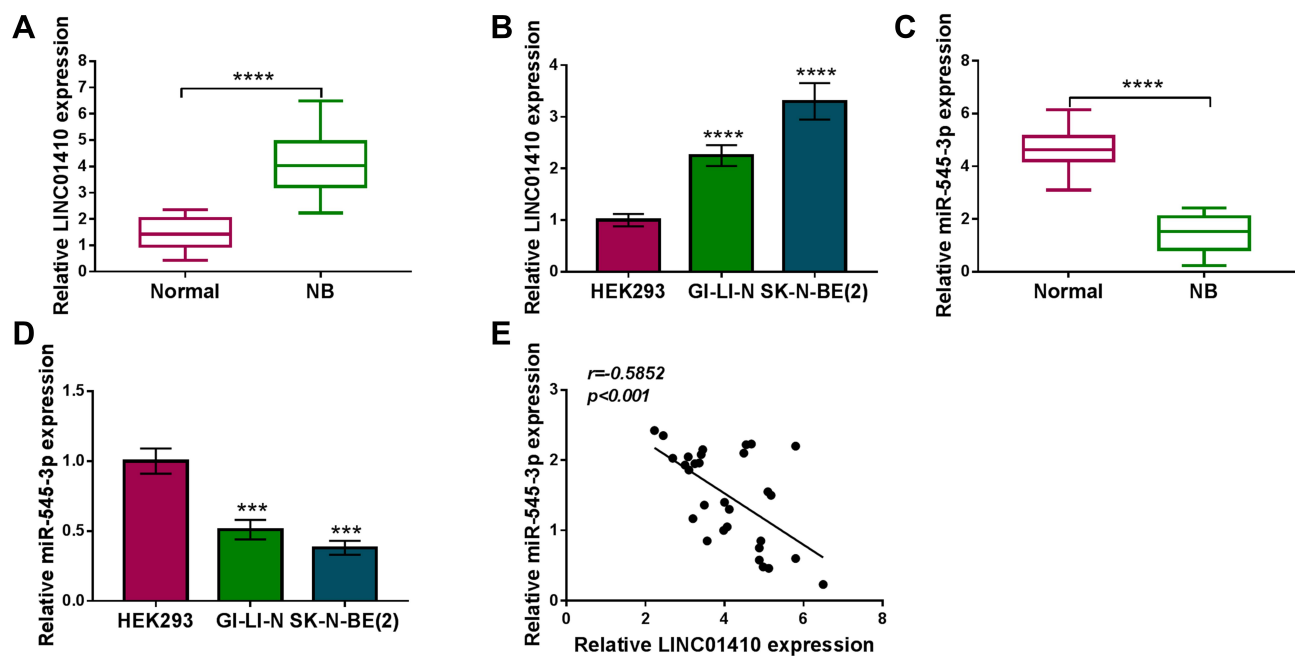 A
Relative LINC01410 expression
8
7
6
5
4
3
2
1
0
****
Normal NB
B
Relative LINC01410 expression
4
3
2
1
0
****
****
HEK293 GI-LI-N SK-N-BE(2)
C
Relative miR-545-3p expression
8
6
4
2
0
****
Normal NB
D
Relative miR-545-3p expression
1.5
1.0
0.5
0.0
***
***
HEK293 GI-LI-N SK-N-BE(2)
E
Relative miR-545-3p expression
r=-0.5852
p<0.001
3
2
1
0
0 2 4 6 8
Relative LINC01410 expression